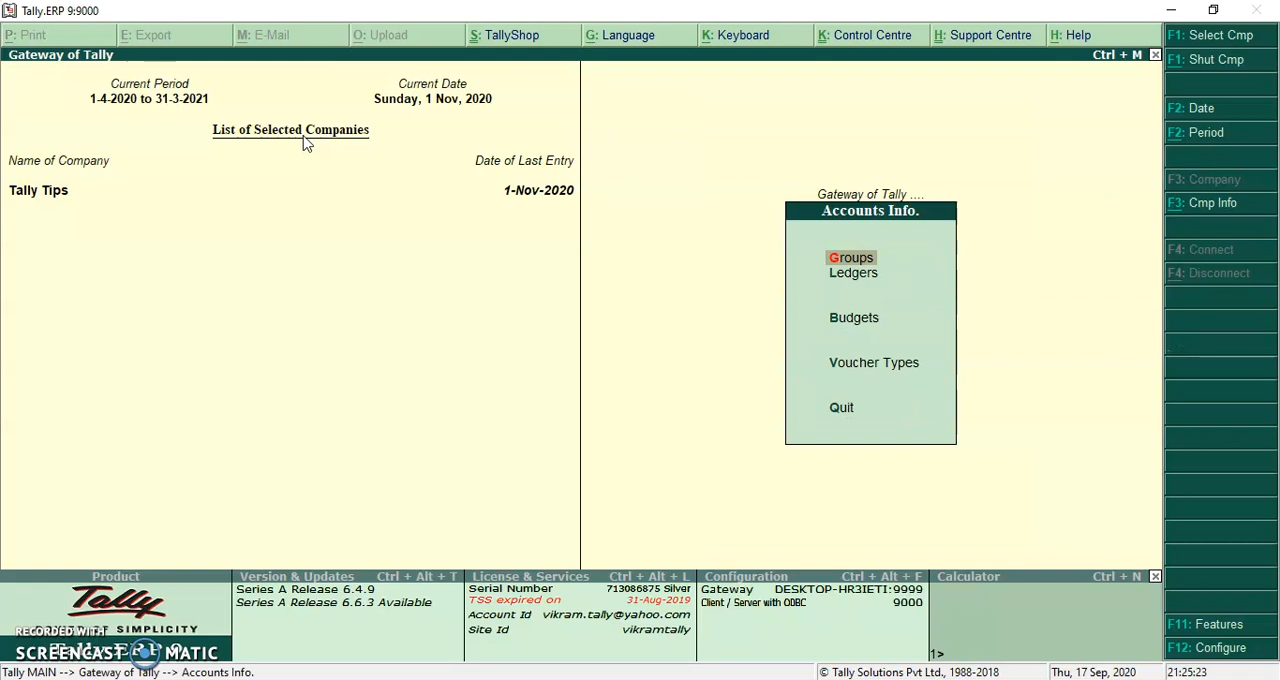 Tally.ERP 9:9000
P: Print
E: Export
M: E-Mail
O: Upload
S: TallyShop
G: Language
K: Keyboard
K: Control Centre
H: Support Centre
H: Help
Gateway of Tally
Ctrl + M
Current Period
1-4-2020 to 31-3-2021
Current Date
Sunday, 1 Nov, 2020
List of Selected Companies
Name of Company
Date of Last Entry
Tally Tips
1-Nov-2020
Gateway of Tally ....
Accounts Info.
Groups
Ledgers
Budgets
Voucher Types
Quit
F1: Select Cmp
F1: Shut Cmp
F2: Date
F2: Period
F3: Company
F3: Cmp Info
F4: Connect
F4: Disconnect
F11: Features
F12: Configure
Product
Tally
SIMPLICITY
RECORDED WITH
SCREENCAST MATIC
Version & Updates Ctrl + Alt + T
Series A Release 6.4.9
Series A Release 6.6.3 Available
License & Services Ctrl + Alt + L
Serial Number 713086875 Silver
TSS expired on 31-Aug-2019
Account Id vikram.tally@yahoo.com
Site Id vikramtally
Configuration Ctrl + Alt + F
Gateway DESKTOP-HR3IETI:9999
Client / Server with ODBC 9000
Calculator Ctrl + N
1>
Tally MAIN --> Gateway of Tally --> Accounts Info.
© Tally Solutions Pvt Ltd., 1988-2018
Thu, 17 Sep, 2020
21:25:23